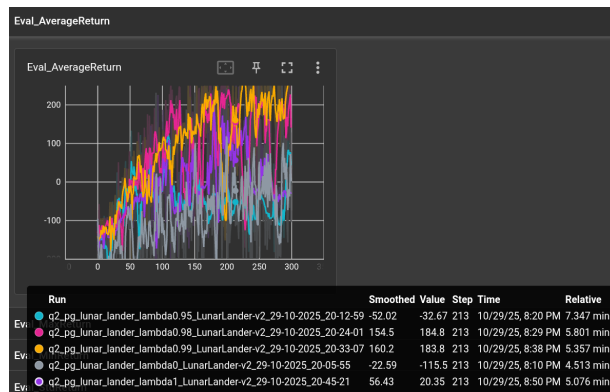 Eval_AverageReturn
Eval_AverageReturn
200
100
0
-100
0 0 50 100 150 200 250 300 3
Run Smoothed Value Step Time Relative
q2_pg_lunar_lander_lambda0.95_LunarLander-v2_29-10-2025_20-12-59 -52.02 -32.67 213 10/29/25, 8:20 PM 7.347 min
q2_pg_lunar_lander_lambda0.98_LunarLander-v2_29-10-2025_20-24-01 154.5 184.8 213 10/29/25, 8:29 PM 5.801 min
q2_pg_lunar_lander_lambda0.99_LunarLander-v2_29-10-2025_20-33-07 160.2 183.8 213 10/29/25, 8:38 PM 5.357 min
q2_pg_lunar_lander_lambda0_LunarLander-v2_29-10-2025_20-05-55 -22.59 -115.5 213 10/29/25, 8:10 PM 4.513 min
q2_pg_lunar_lander_lambda1_LunarLander-v2_29-10-2025_20-45-21 56.43 20.35 213 10/29/25, 8:50 PM 5.076 min